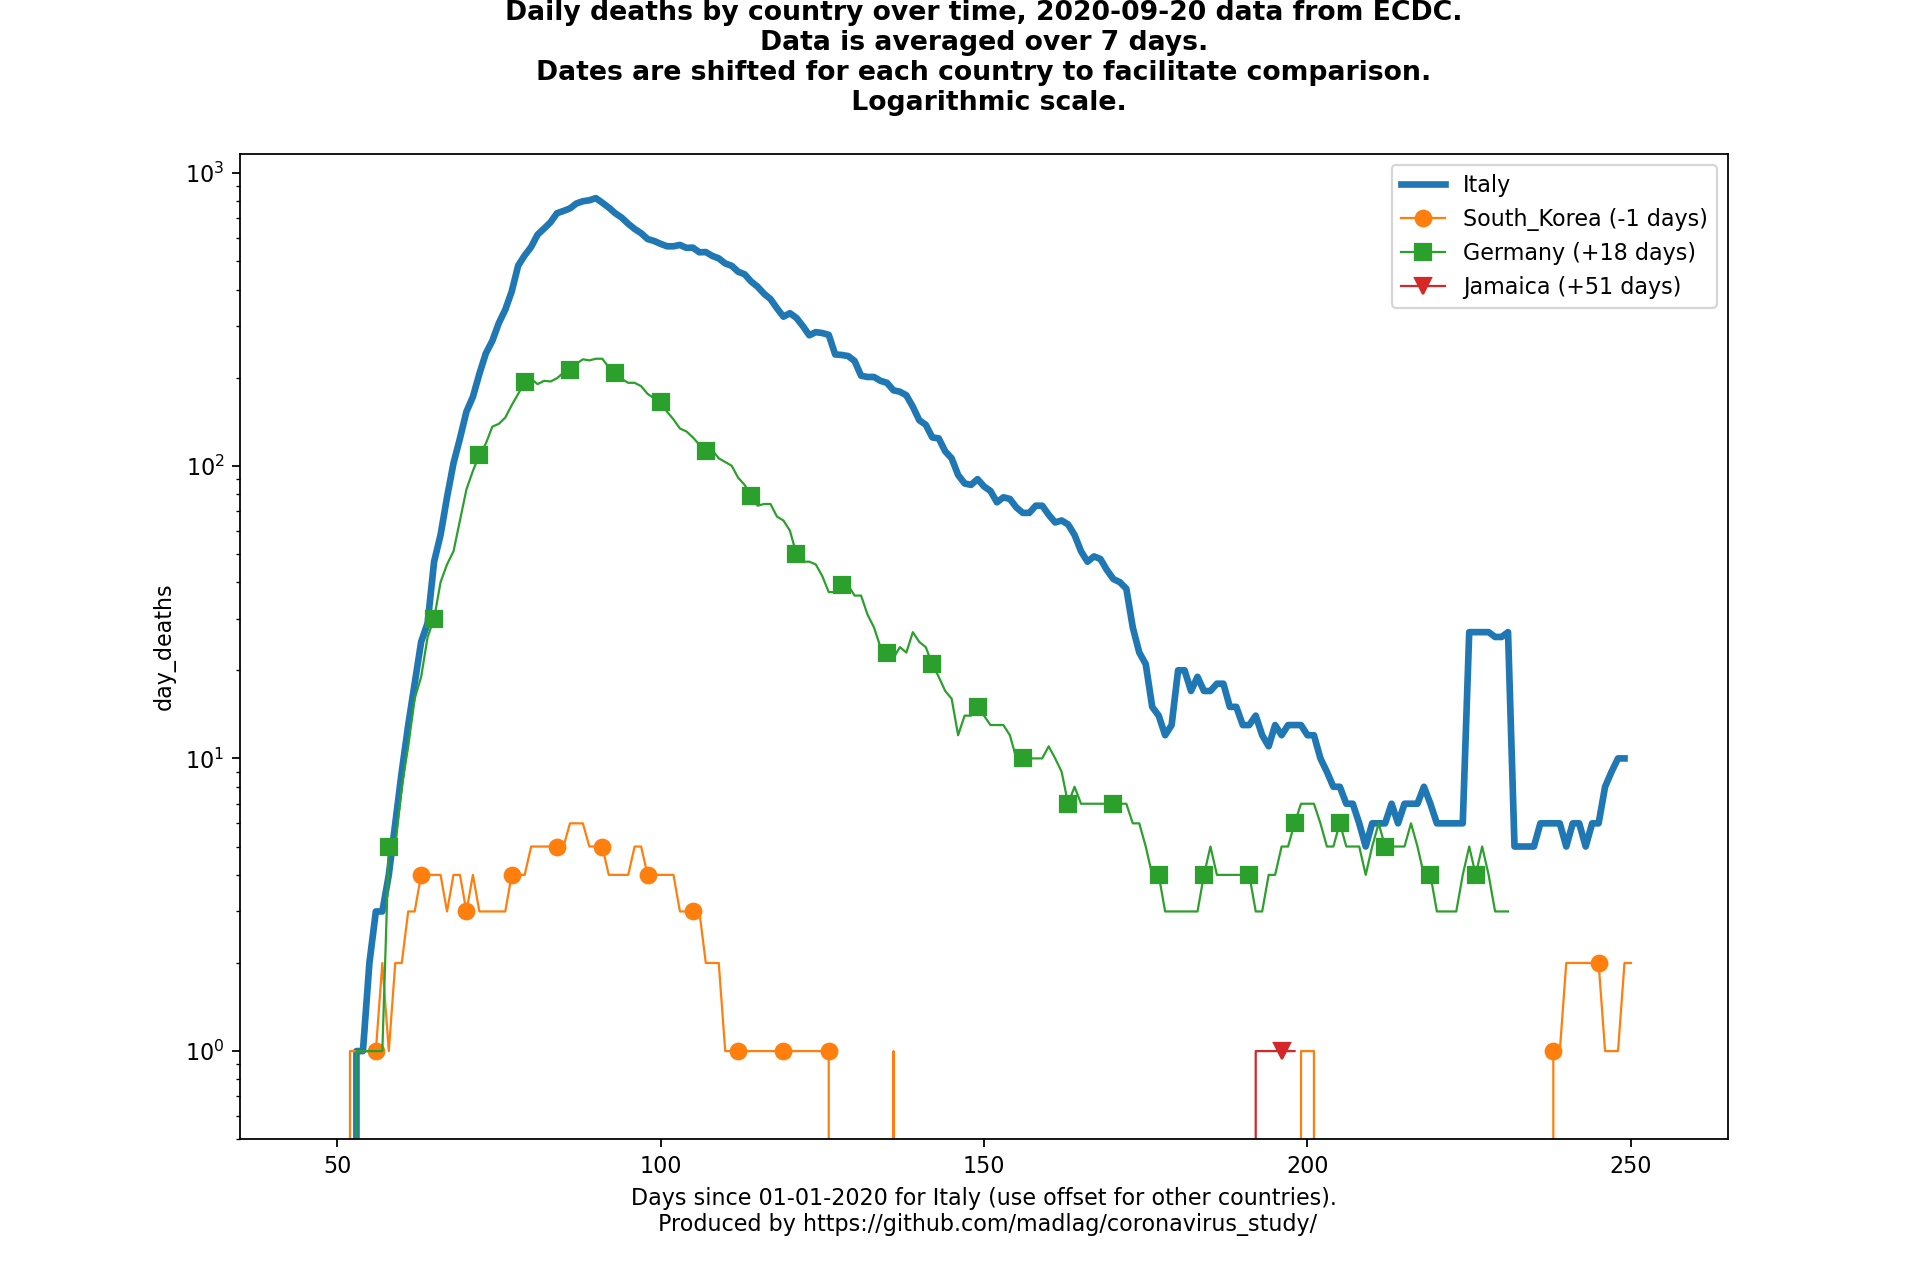 Daily deaths by country over time, 2020-09-20 data from ECDC.
Data is averaged over 7 days.
Dates are shifted for each country to facilitate comparison.
Logarithmic scale.
10³
10²
10¹
10⁰
day_deaths
Italy
South_Korea (-1 days)
Germany (+18 days)
Jamaica (+51 days)
50
100
150
200
250
Days since 01-01-2020 for Italy (use offset for other countries).
Produced by https://github.com/madlag/coronavirus_study/